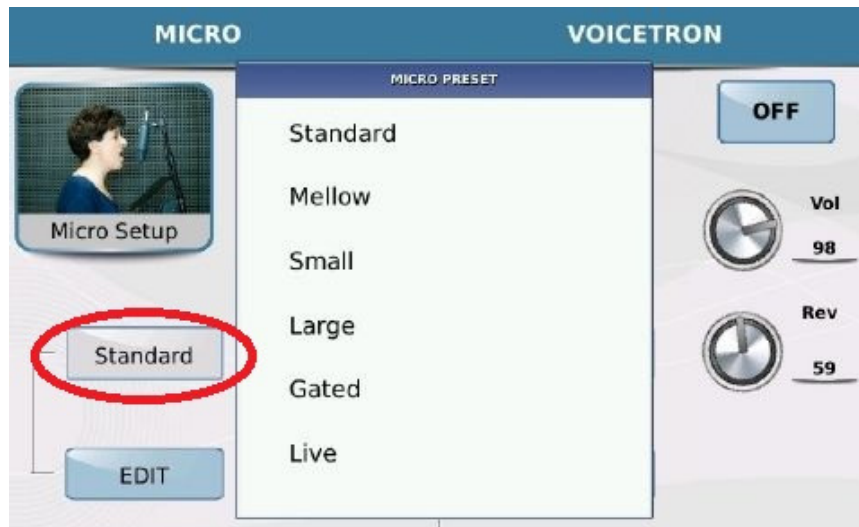 MICRO VOICETRON
MICRO PRESET
OFF
Standard
Mellow
Vol
Micro Setup
98
Small
Rev
Large
Standard
59
Gated
Live
EDIT